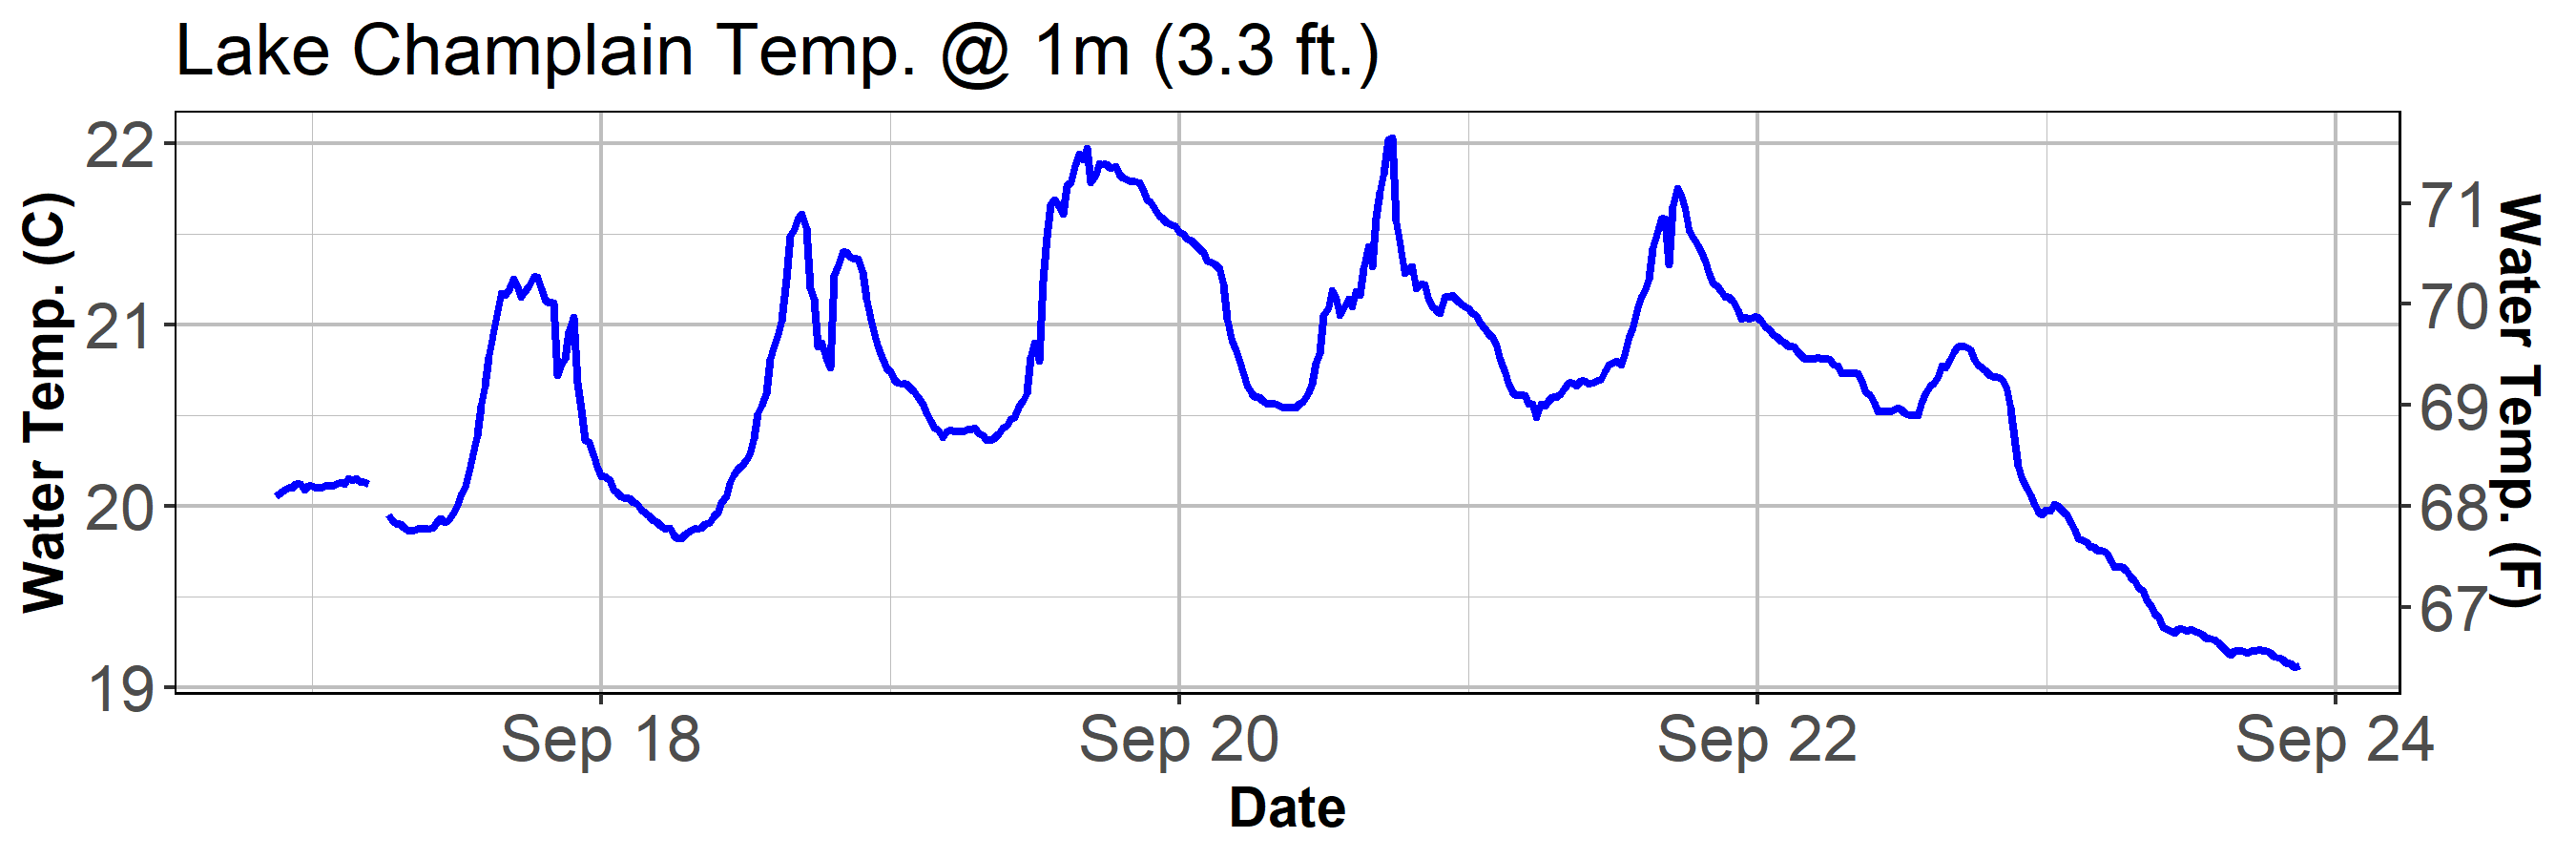 Lake Champlain Temp. @ 1m (3.3 ft.)
Water Temp. (C)
22
21
20
19
71
70
69
68
67
Water Temp. (F)
Sep 18
Sep 20
Sep 22
Sep 24
Date